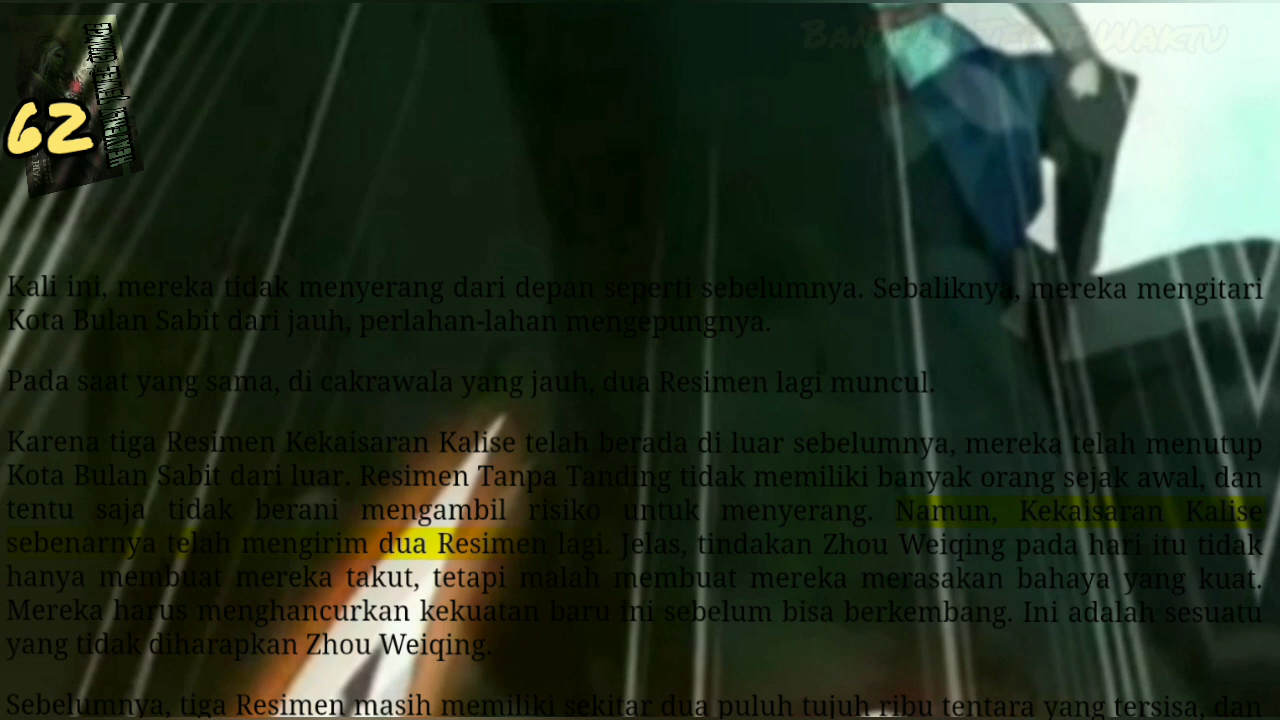 62
HEAVENLY JEWEL CHANGE
Kali ini, mereka tidak menyerang dari depan seperti sebelumnya. Sebaliknya, mereka mengitari
Kota Bulan Sabit dari jauh, perlahan-lahan mengepungnya.
Pada saat yang sama, di cakrawala yang jauh, dua Resimen lagi muncul.
Karena tiga Resimen Kekaisaran Kalise telah berada di luar sebelumnya, mereka telah menutup
Kota Bulan Sabit dari luar. Resimen Tanpa Tanding tidak memiliki banyak orang sejak awal, dan
tentu saja tidak berani mengambil risiko untuk menyerang. Namun, Kekaisaran Kalise
sebenarnya telah mengirim dua Resimen lagi. Jelas, tindakan Zhou Weiqing pada hari itu tidak
hanya membuat mereka takut, tetapi malah membuat mereka merasakan bahaya yang kuat.
Mereka harus menghancurkan kekuatan baru ini sebelum bisa berkembang. Ini adalah sesuatu
yang tidak diharapkan Zhou Weiqing.
Sebelumnya, tiga Resimen masih memiliki sekitar dua puluh tujuh ribu tentara yang tersisa, dan